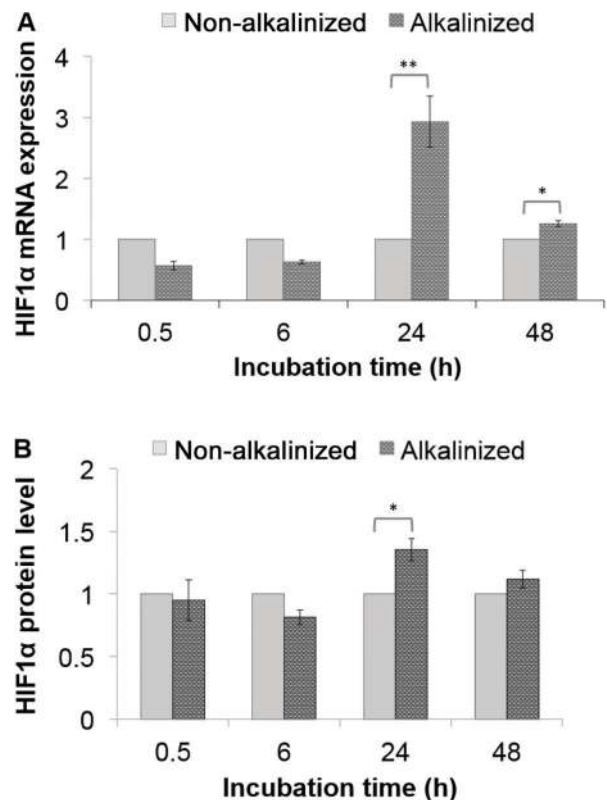 A
Non-alkalinized Alkalinized
HIF1α mRNA expression
4
3
2
1
0
**
*
0.5 6 24 48
Incubation time (h)
B
Non-alkalinized Alkalinized
HIF1α protein level
2
1.5
1
0.5
0
*
0.5 6 24 48
Incubation time (h)